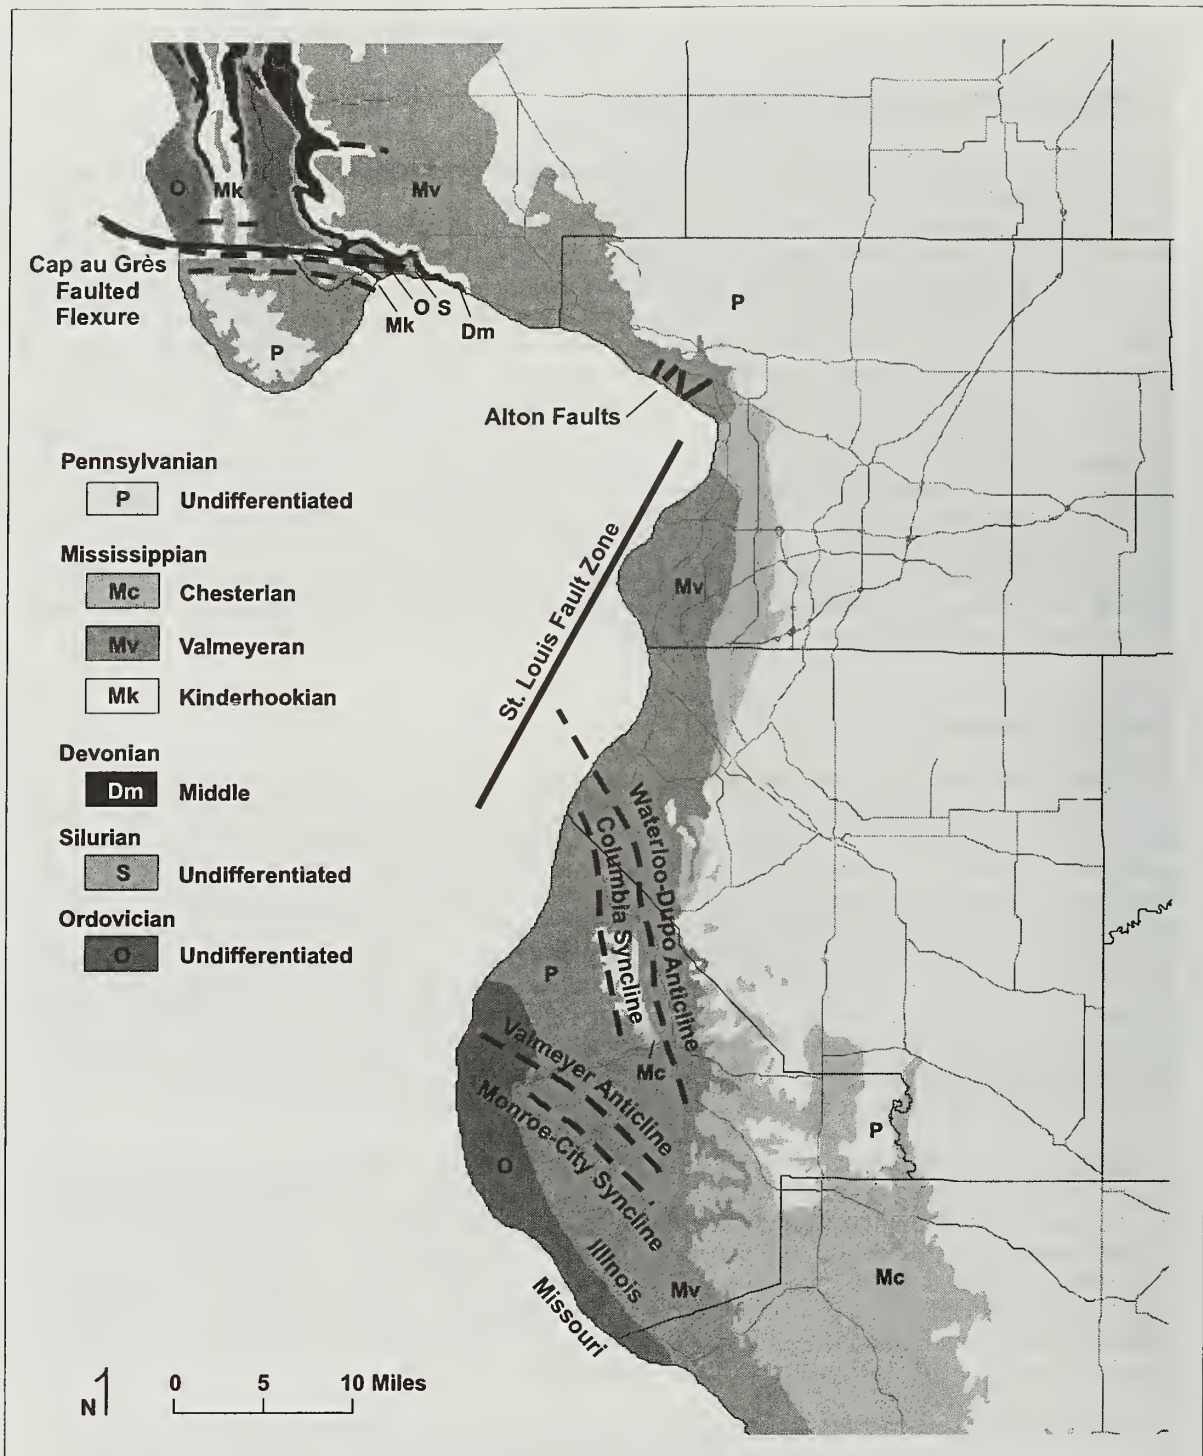 O
Mk
Mv
Cap au Grès
Faulted
Flexure
O S
Mk
Dm
P
P
Alton Faults
Pennsylvanian
P Undifferentiated
Mississippian
Mc Chesterian
Mv Valmeyeran
Mk Kinderhookian
Devonian
Dm Middle
Silurian
S Undifferentiated
Ordovician
O Undifferentiated
St. Louis Fault Zone
Mv
Waterloo-Dupo Anticline
Columbia Syncline
P
Mc
Valmeyer Anticline
Monroe-City Syncline
P
O
Illinois
Missouri
Mv
Mc
N
0 5 10 Miles